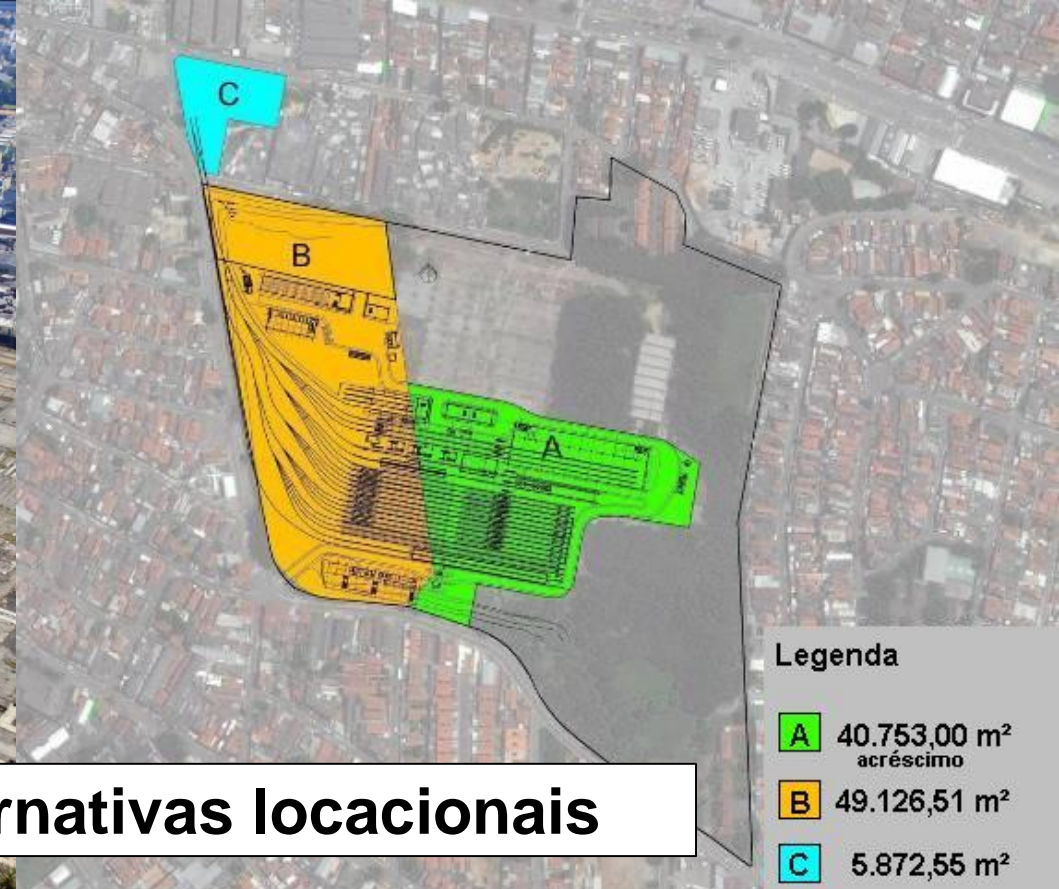 C
B
A
Legenda
A 40.753,00 m²
acréscimo
B 49.126,51 m²
C 5.872,55 m²
rnativas locacionais